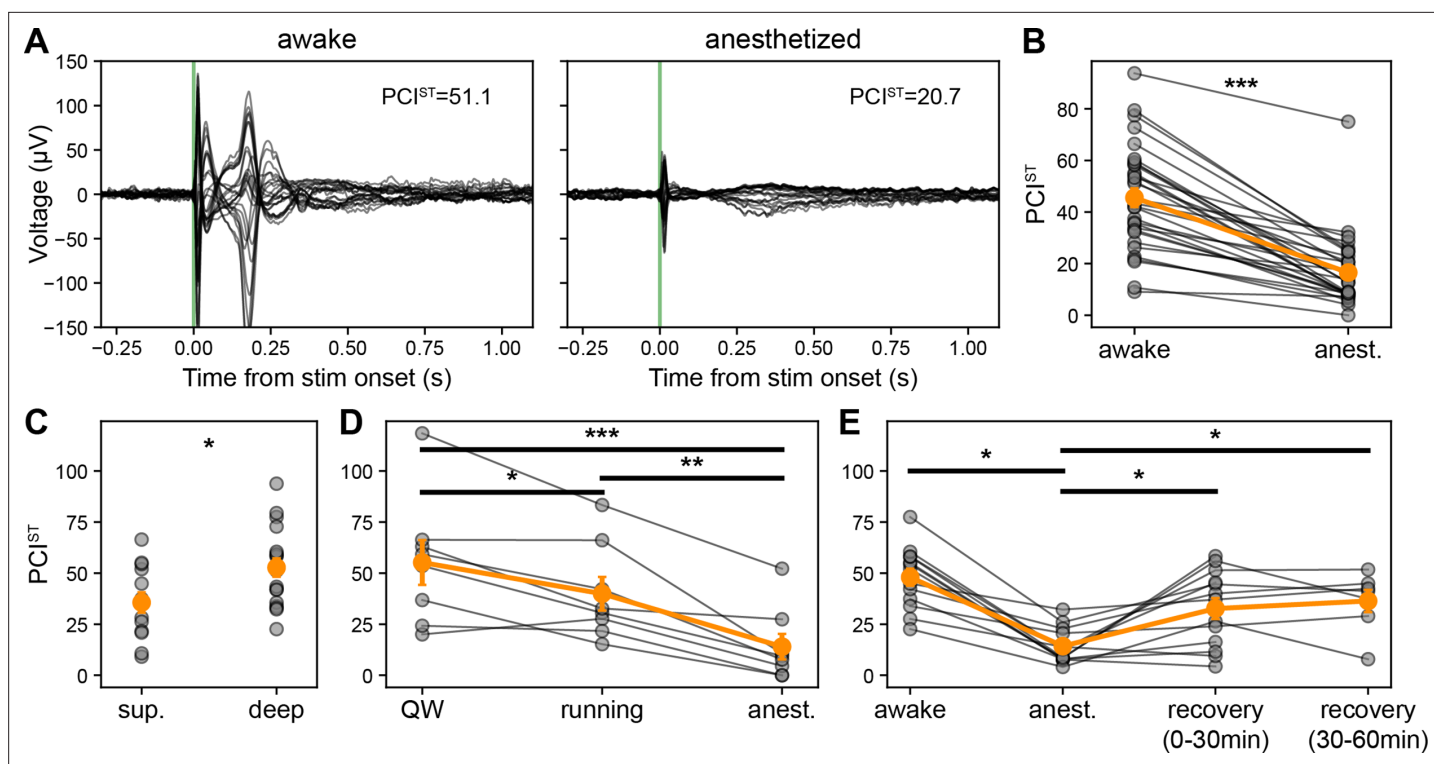 A
awake
anesthetized
PCI^ST=51.1
PCI^ST=20.7
150
100
50
0
−50
−100
−150
Voltage (µV)
−0.25 0.00 0.25 0.50 0.75 1.00
−0.25 0.00 0.25 0.50 0.75 1.00
Time from stim onset (s)
Time from stim onset (s)
B
***
80
60
40
20
0
PCI^ST
awake anest.
C
*
100
75
50
25
0
PCI^ST
sup. deep
D
***
*
**
100
75
50
25
0
QW running anest.
E
*
*
*
100
75
50
25
0
awake anest. recovery recovery
(0-30min) (30-60min)